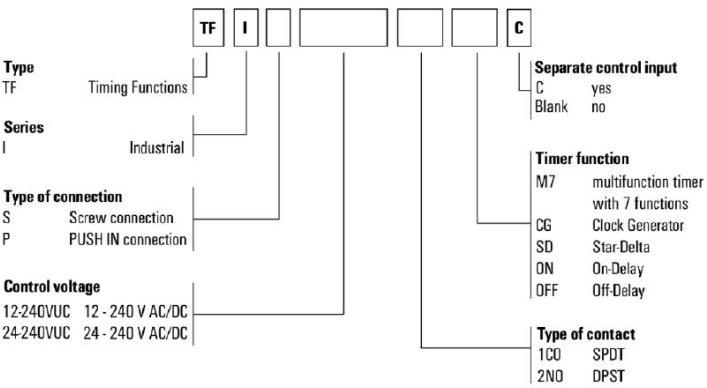 TF I C
Type
TF Timing Functions
Series
I Industrial
Type of connection
S Screw connection
P PUSH IN connection
Control voltage
12-240VUC 12 - 240 V AC/DC
24-240VUC 24 - 240 V AC/DC
Separate control input
C yes
Blank no
Timer function
M7 multifunction timer
with 7 functions
CG Clock Generator
SD Star-Delta
ON On-Delay
OFF Off-Delay
Type of contact
1CO SPDT
2NO DPST